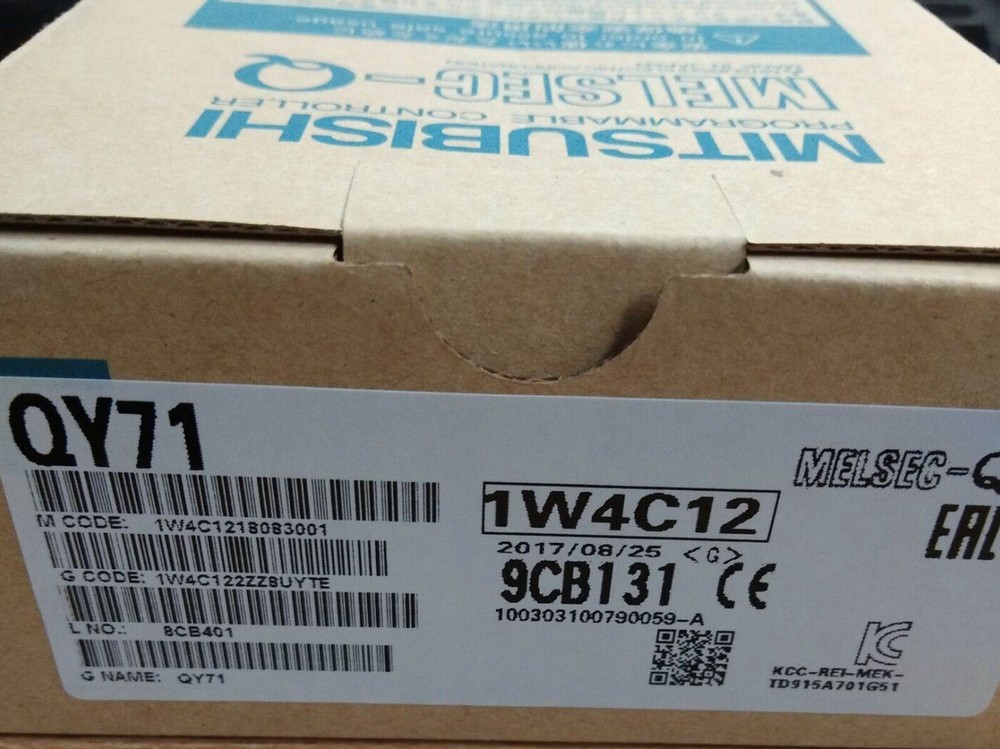 MELSEC-Q
PROGRAMMABLE CONTROLLER
MITSUBISHI
QY71
M CODE: 1W4C1218083001
G CODE: 1W4C122ZZ8UYTE
L NO.: 8CB401
G NAME: QY71
1W4C12
2017/08/25 <G>
9CB131 CE
100303100790059-A
MELSEC-Q
EAC
KC
KCC-REI-MEK-
TD915A701G51